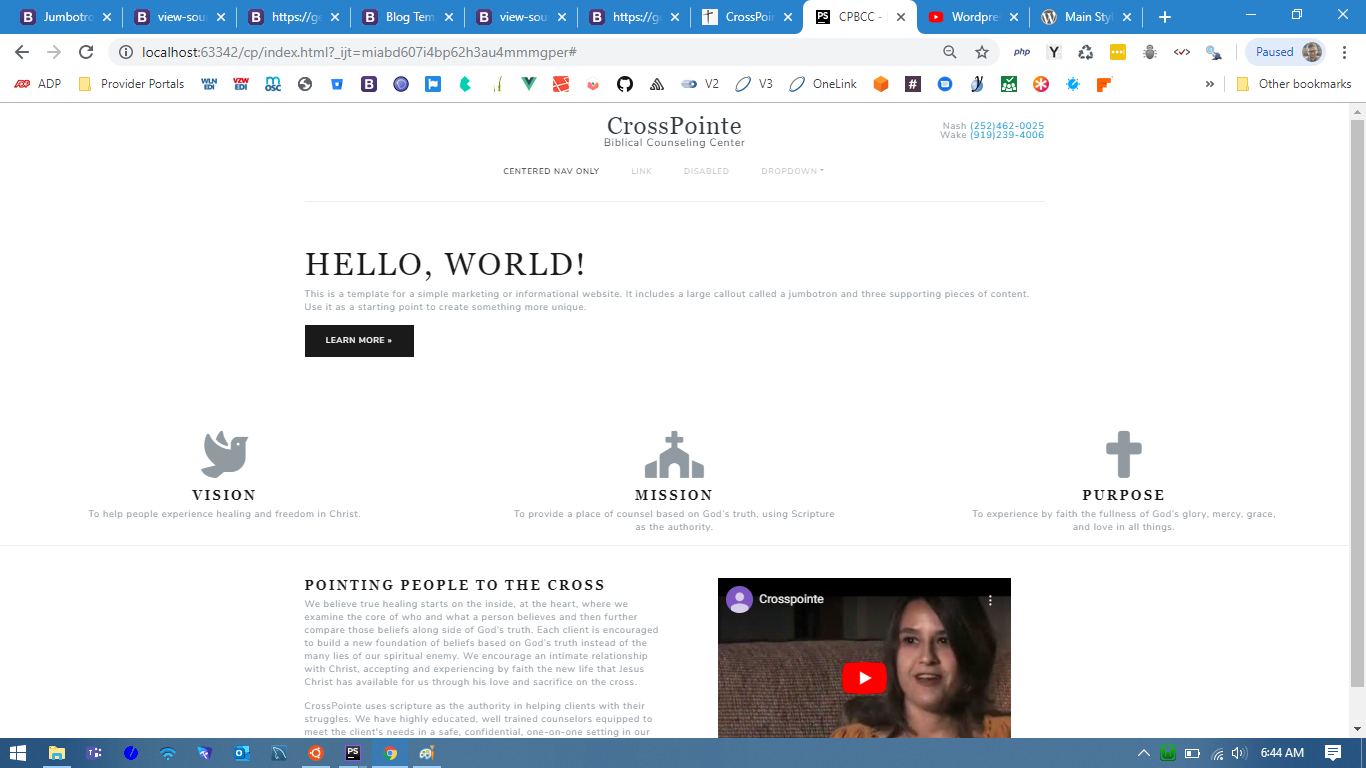 Jumbotro
view-sou
https://ge
Blog Tem
view-sou
https://ge
CrossPoin
CPBCC -
Wordpres
Main Styl
localhost:63342/cp/index.html?_ijt=miabd607i4bp62h3au4mmmgper#
php
Y
Paused
ADP
Provider Portals
WLN EDI
VZW EDI
OSC
V2
V3
OneLink
Other bookmarks
CrossPointe
Biblical Counseling Center
Nash (252)462-0025
Wake (919)239-4006
CENTERED NAV ONLY
LINK
DISABLED
DROPDOWN
HELLO, WORLD!
This is a template for a simple marketing or informational website. It includes a large callout called a jumbotron and three supporting pieces of content.
Use it as a starting point to create something more unique.
LEARN MORE »
VISION
To help people experience healing and freedom in Christ.
MISSION
To provide a place of counsel based on God's truth, using Scripture
as the authority.
PURPOSE
To experience by faith the fullness of God's glory, mercy, grace,
and love in all things.
POINTING PEOPLE TO THE CROSS
We believe true healing starts on the inside, at the heart, where we
examine the core of who and what a person believes and then further
compare those beliefs along side of God's truth. Each client is encouraged
to build a new foundation of beliefs based on God's truth instead of the
many lies of our spiritual enemy. We encourage an intimate relationship
with Christ, accepting and experiencing by faith the new life that Jesus
Christ has available for us through his love and sacrifice on the cross.
CrossPointe uses scripture as the authority in helping clients with their
struggles. We have highly educated, well trained counselors equipped to
meet the client's needs in a safe, confidential, one-on-one setting in our
Crosspointe
6:44 AM